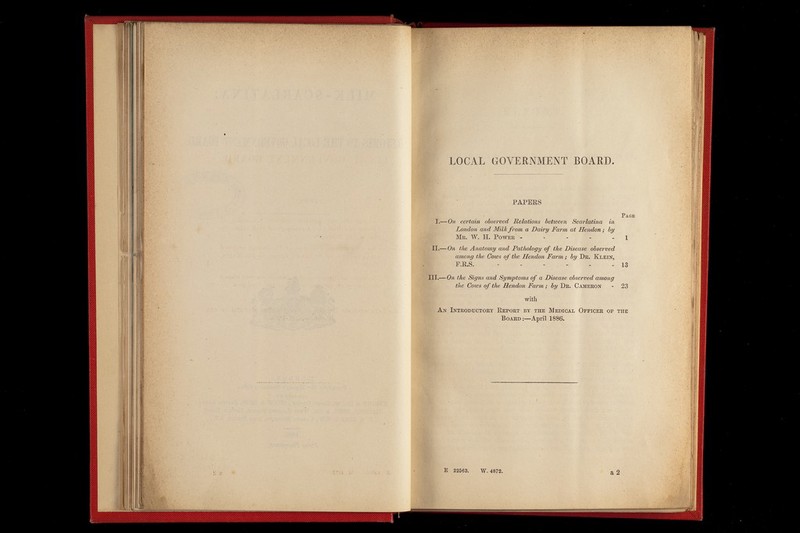 LOCAL GOVERNMENT BOARD.
PAPERS
PAGE
I.—On certain observed Relations between Scarlatina in
London and Milk from a Dairy Farm at Hendon; by
MR. W. H. POWER - - - - - 1
II.—On the Anatomy and Pathology of the Disease observed
among the Cows of the Hendon Farm; by DR. KLEIN,
F.R.S. - - - - - - 13
III.—On the Signs and Symptoms of a Disease observed among
the Cows of the Hendon Farm; by DR. CAMERON - 23
with
AN INTRODUCTORY REPORT BY THE MEDICAL OFFICER OF THE
BOARD;—April 1886.
E 22563. W. 4972. a 2